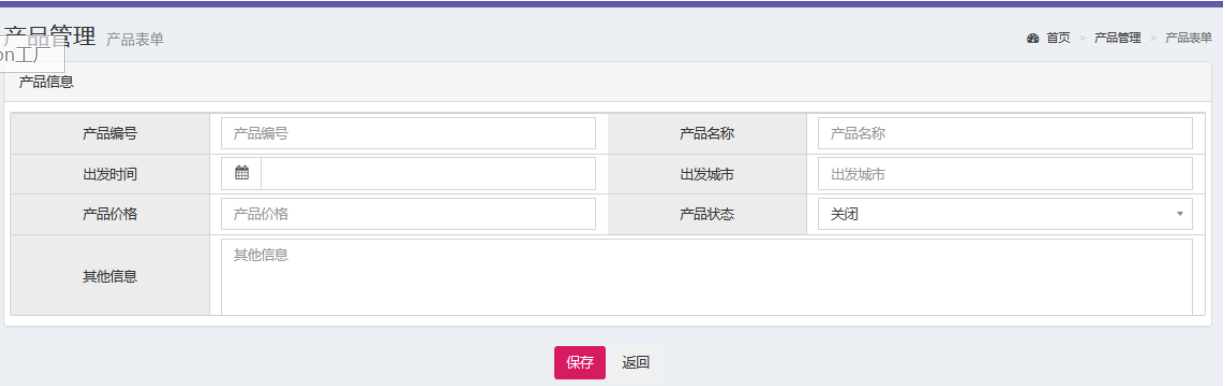 产品管理 产品表单
首页 > 产品管理 > 产品表单
on工厂
产品信息
产品编号 产品编号 产品名称 产品名称
出发时间 出发城市 出发城市
产品价格 产品价格 产品状态 关闭
其他信息 其他信息
保存 返回